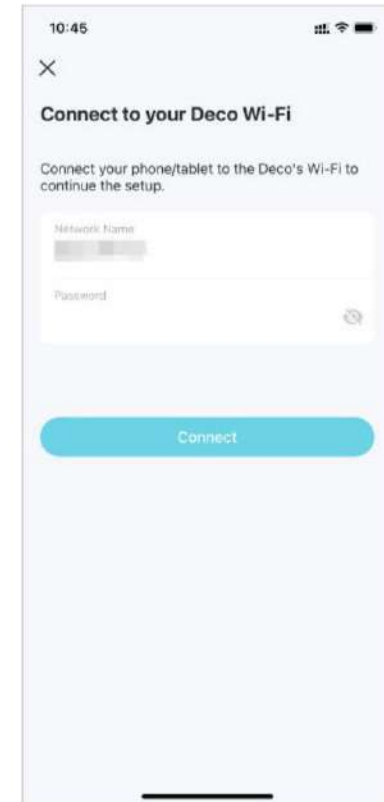 10:45
Connect to your Deco Wi-Fi
Connect your phone/tablet to the Deco's Wi-Fi to
continue the setup.
Network Name
Password
Connect